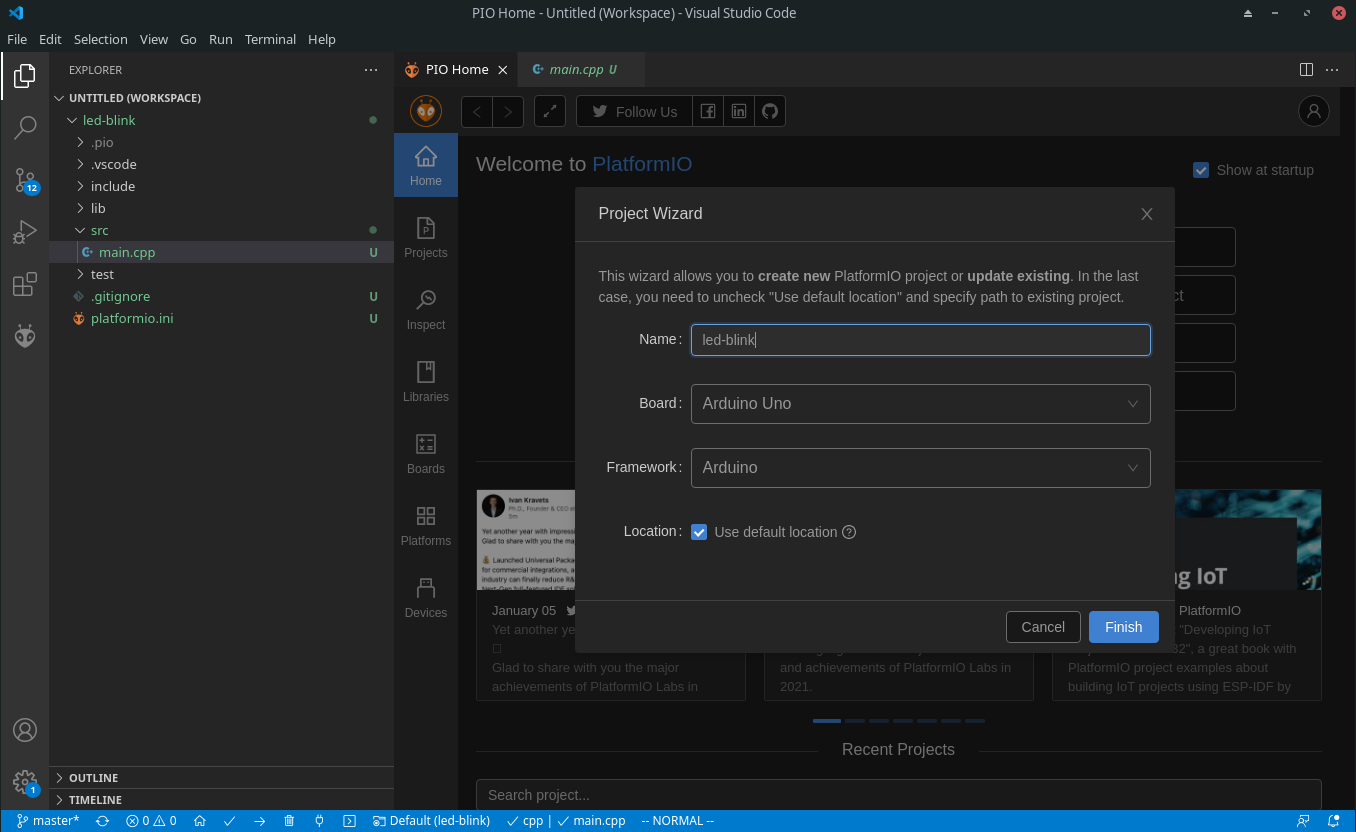 PIO Home - Untitled (Workspace) - Visual Studio Code
File Edit Selection View Go Run Terminal Help
EXPLORER
UNTITLED (WORKSPACE)
led-blink
.pio
.vscode
include
lib
src
main.cpp U
test
.gitignore U
platformio.ini U
OUTLINE
TIMELINE
12
1
PIO Home
main.cpp U
Follow Us
Home
Projects
Inspect
Libraries
Boards
Platforms
Devices
Welcome to PlatformIO
Show at startup
ct
Project Wizard
This wizard allows you to create new PlatformIO project or update existing. In the last
case, you need to uncheck "Use default location" and specify path to existing project.
Name: led-blink
Board: Arduino Uno
Framework: Arduino
Location: Use default location
Cancel Finish
Ivan Kravets
Ph.D., Founder & CEO at
5m
Yet another year with impress
Glad to share with you the ma
Launched Universal Packa
for commercial integrations, a
industry can finally reduce R&
January 05
Yet another ye
Glad to share with you the major
achievements of PlatformIO Labs in
and achievements of PlatformIO Labs in
2021.
ng IoT
PlatformIO
"Developing IoT
32", a great book with
PlatformIO project examples about
building IoT projects using ESP-IDF by
Recent Projects
Search project...
master* 0 0 Default (led-blink) cpp | main.cpp -- NORMAL --